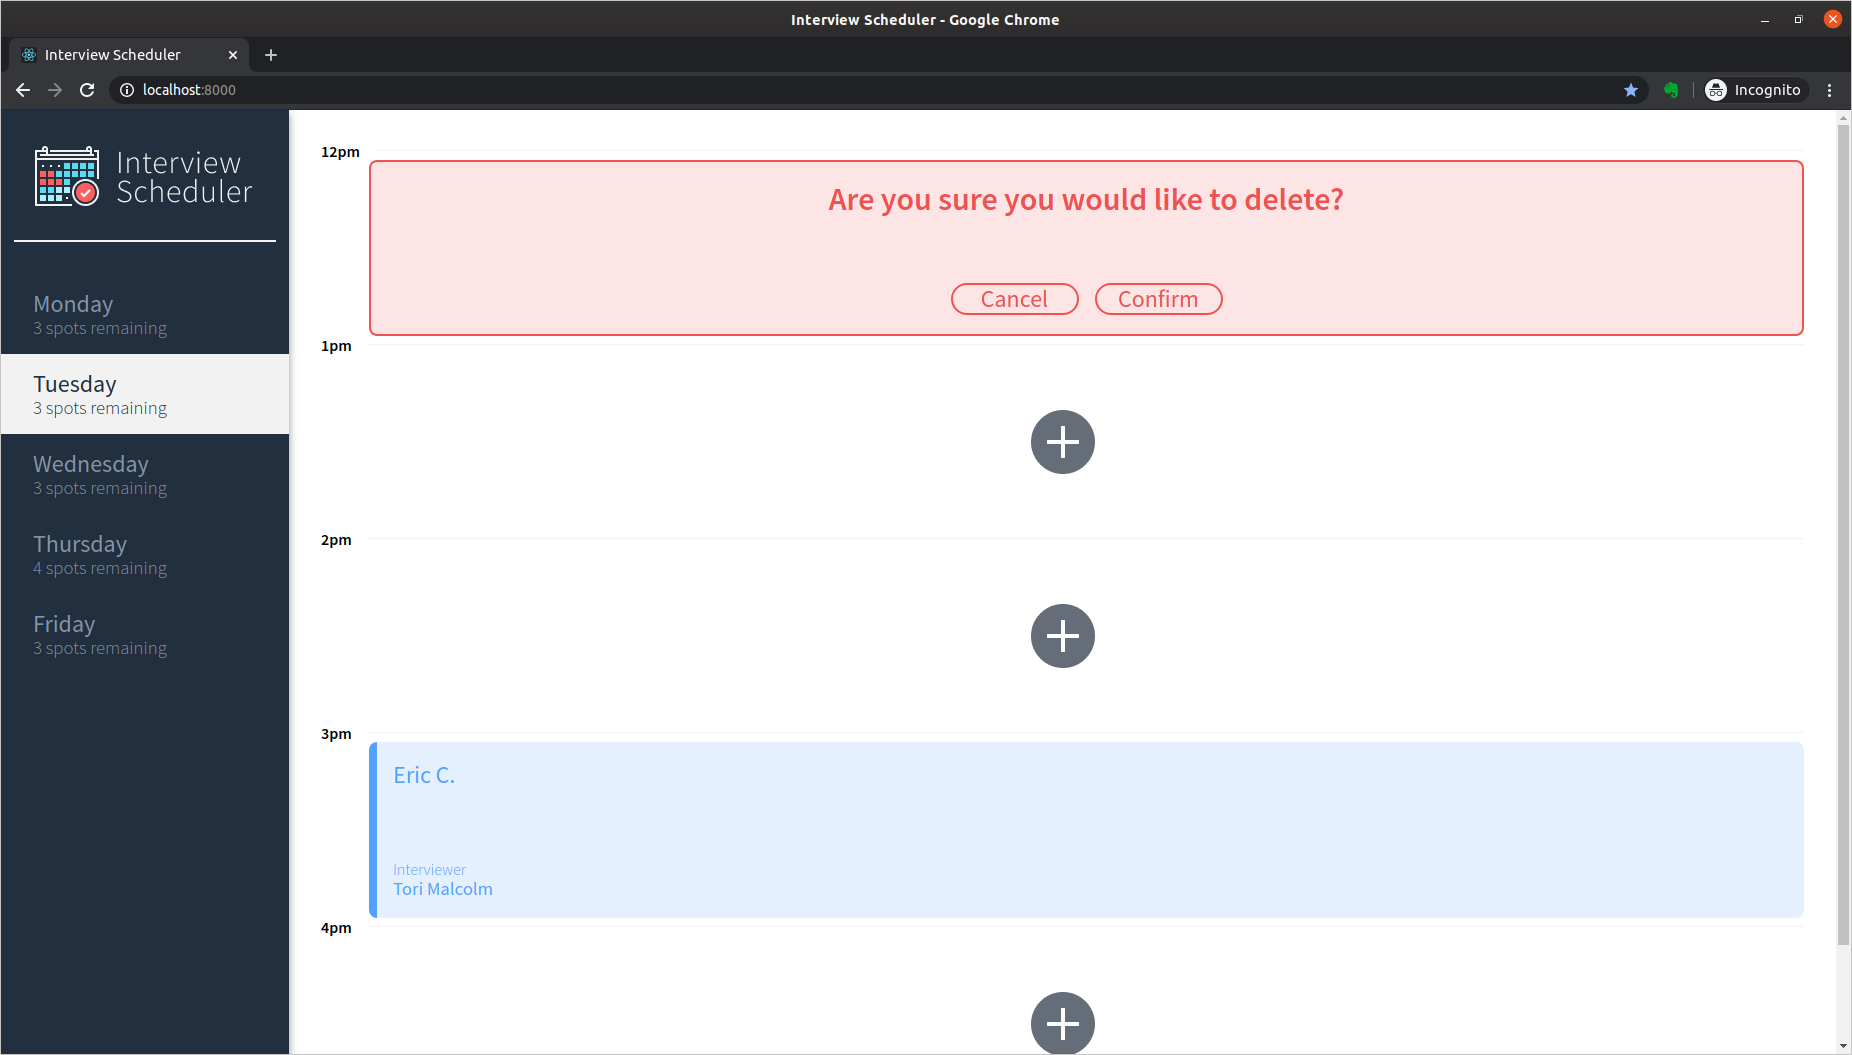 Interview Scheduler - Google Chrome
Interview Scheduler
localhost:8000
Incognito
Interview
Scheduler
Monday
3 spots remaining
Tuesday
3 spots remaining
Wednesday
3 spots remaining
Thursday
4 spots remaining
Friday
3 spots remaining
12pm
Are you sure you would like to delete?
Cancel Confirm
1pm
2pm
3pm
Eric C.
Interviewer
Tori Malcolm
4pm